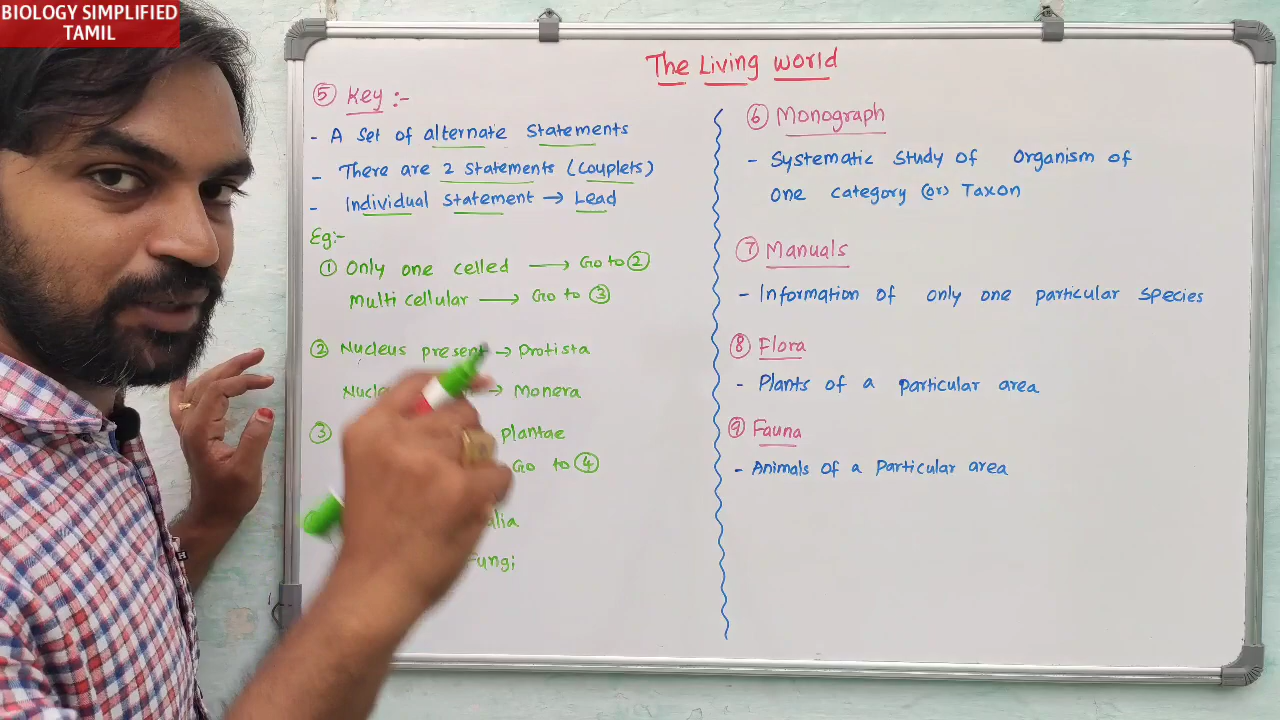 BIOLOGY SIMPLIFIED
TAMIL
The Living world
⑤ Key :-
- A Set of alternate Statements
- There are 2 Statements (Couplets)
- Individual Statement → Lead
Eg:-
① Only one celled → Go to ②
Multi cellular → Go to ③
② Nucleus present → Protista
→ Monera
③ plantae
Go to ④
Fungi
⑥ Monograph
- Systematic Study of Organism of
one category (or) Taxon
⑦ Manuals
- Information of only one particular species
⑧ Flora
- Plants of a particular area
⑨ Fauna
- Animals of a Particular area